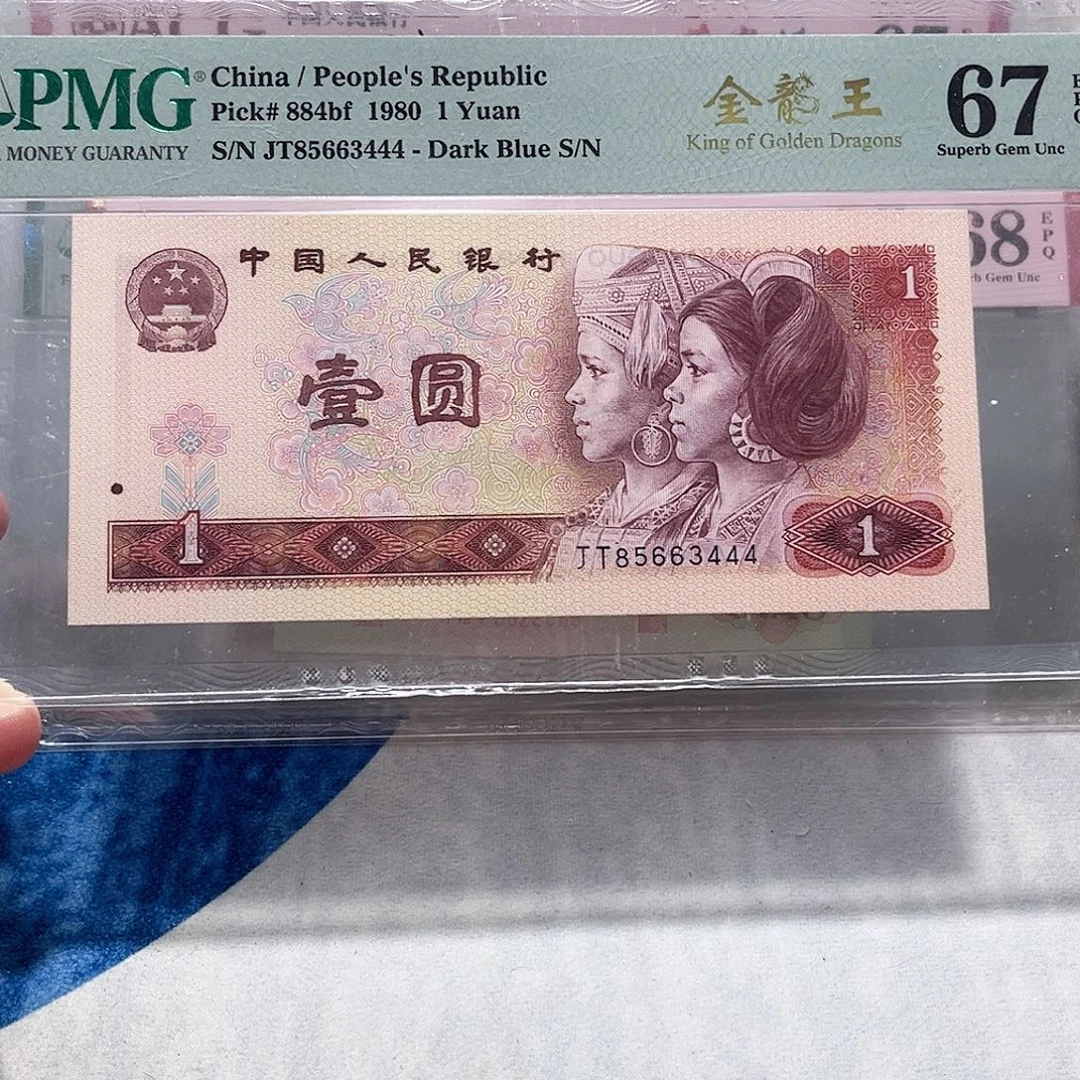 PMG®
MONEY GUARANTY
China / People's Republic
Pick# 884bf 1980 1 Yuan
S/N JT85663444 - Dark Blue S/N
金龍王
King of Golden Dragons
67
Superb Gem Unc
68
EPQ
Gem Unc
中国人民银行
壹圆
1
1
JT85663444
1